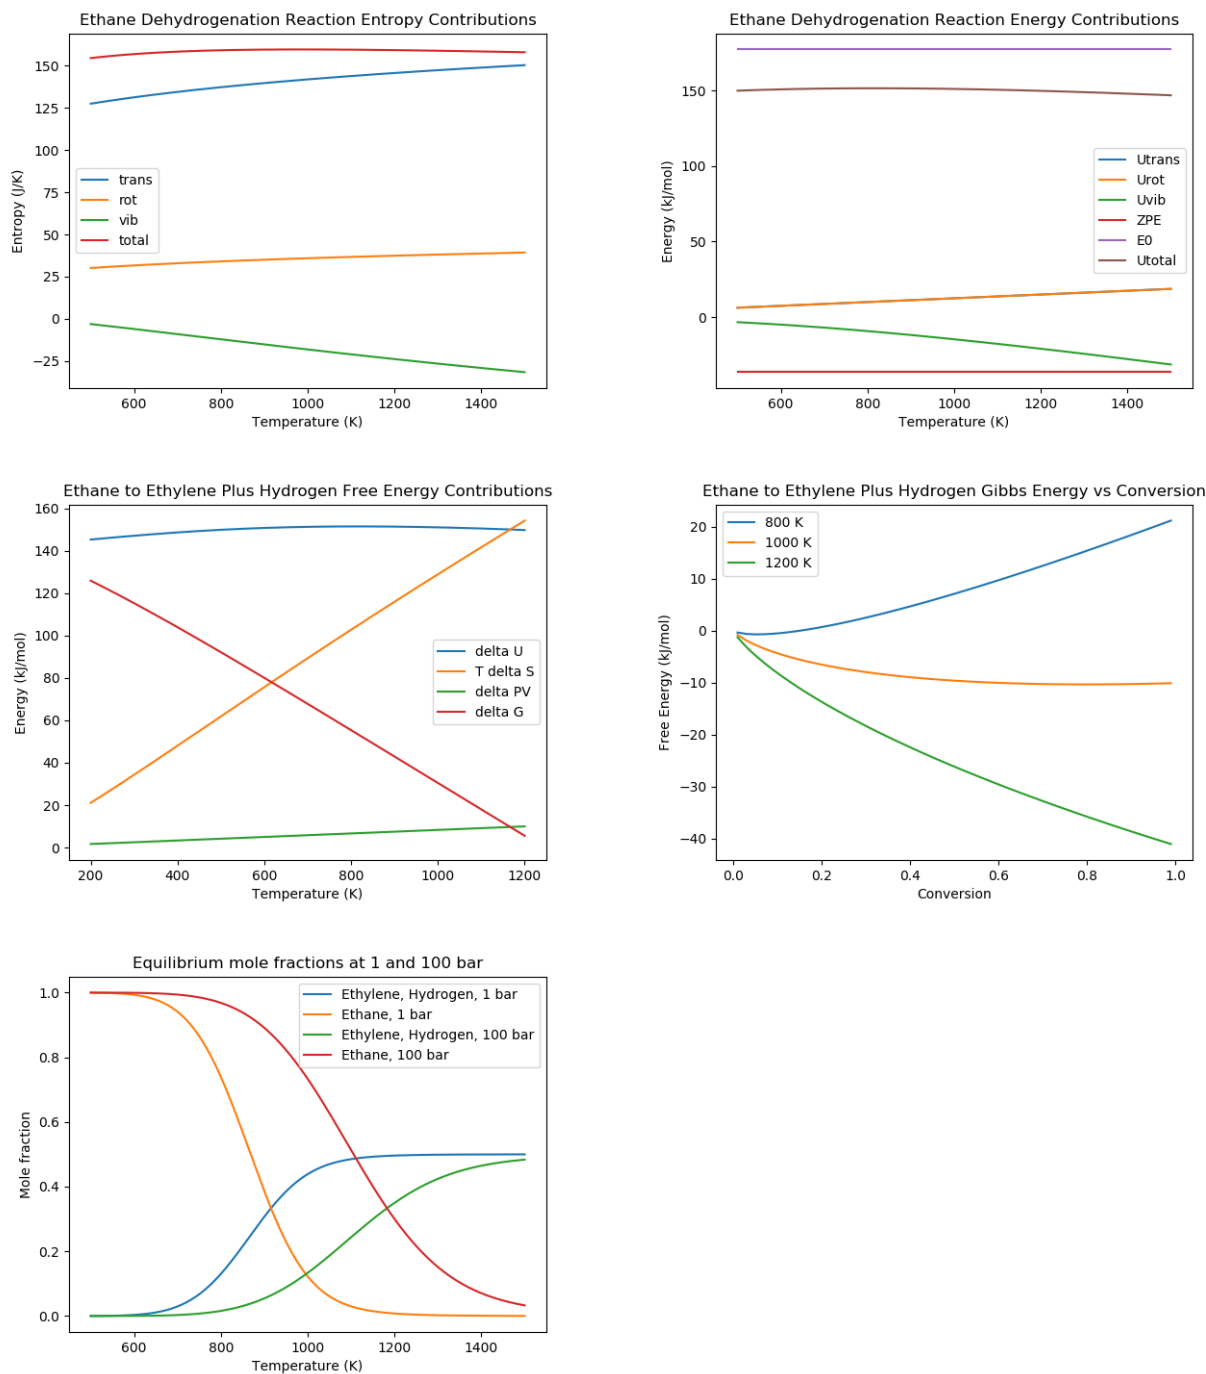 Ethane Dehydrogenation Reaction Entropy Contributions
150
125
100
75
50
25
0
−25
Entropy (J/K)
trans
rot
vib
total
600 800 1000 1200 1400
Temperature (K)
Ethane Dehydrogenation Reaction Energy Contributions
150
100
50
0
Energy (kJ/mol)
Utrans
Urot
Uvib
ZPE
E0
Utotal
600 800 1000 1200 1400
Temperature (K)
Ethane to Ethylene Plus Hydrogen Free Energy Contributions
160
140
120
100
80
60
40
20
0
Energy (kJ/mol)
delta U
T delta S
delta PV
delta G
200 400 600 800 1000 1200
Temperature (K)
Ethane to Ethylene Plus Hydrogen Gibbs Energy vs Conversion
20
10
0
−10
−20
−30
−40
Free Energy (kJ/mol)
800 K
1000 K
1200 K
0.0 0.2 0.4 0.6 0.8 1.0
Conversion
Equilibrium mole fractions at 1 and 100 bar
1.0
0.8
0.6
0.4
0.2
0.0
Mole fraction
Ethylene, Hydrogen, 1 bar
Ethane, 1 bar
Ethylene, Hydrogen, 100 bar
Ethane, 100 bar
600 800 1000 1200 1400
Temperature (K)